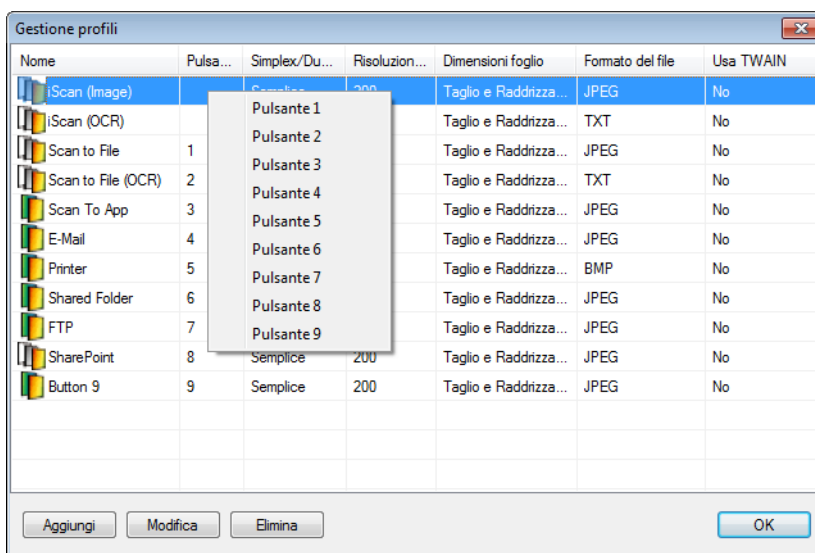 Gestione profili
Nome Pulsa... Simplex/Du... Risoluzion... Dimensioni foglio Formato del file Usa TWAIN
iScan (Image) Semplice 200 Taglio e Raddrizza... JPEG No
Pulsante 1
iScan (OCR) Taglio e Raddrizza... TXT No
Pulsante 2
Scan to File 1 Taglio e Raddrizza... JPEG No
Pulsante 3
Scan to File (OCR) 2 Taglio e Raddrizza... TXT No
Pulsante 4
Scan To App 3 Taglio e Raddrizza... JPEG No
Pulsante 5
E-Mail 4 Taglio e Raddrizza... JPEG No
Pulsante 6
Printer 5 Taglio e Raddrizza... BMP No
Pulsante 7
Shared Folder 6 Taglio e Raddrizza... JPEG No
Pulsante 8
FTP 7 Taglio e Raddrizza... JPEG No
Pulsante 9
SharePoint 8 Semplice 200 Taglio e Raddrizza... JPEG No
Button 9 9 Semplice 200 Taglio e Raddrizza... JPEG No
Aggiungi Modifica Elimina OK